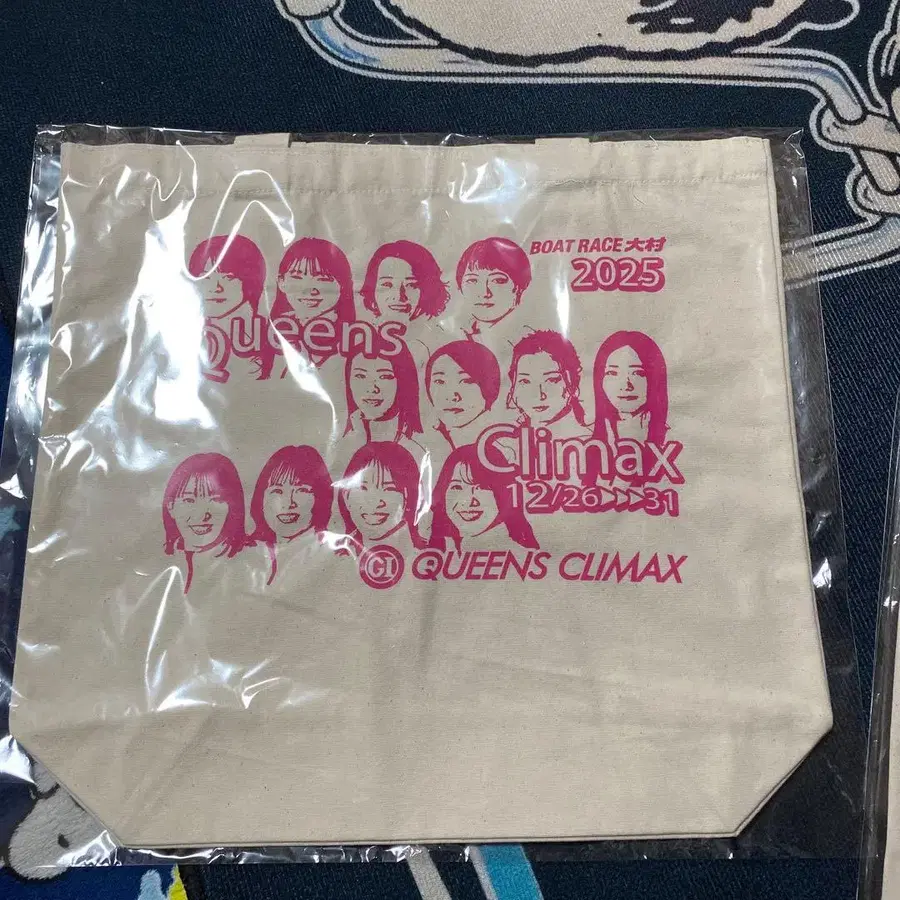 BOAT RACE 大村
2025
Queens
Climax
12/26>>>31
GI QUEENS CLIMAX